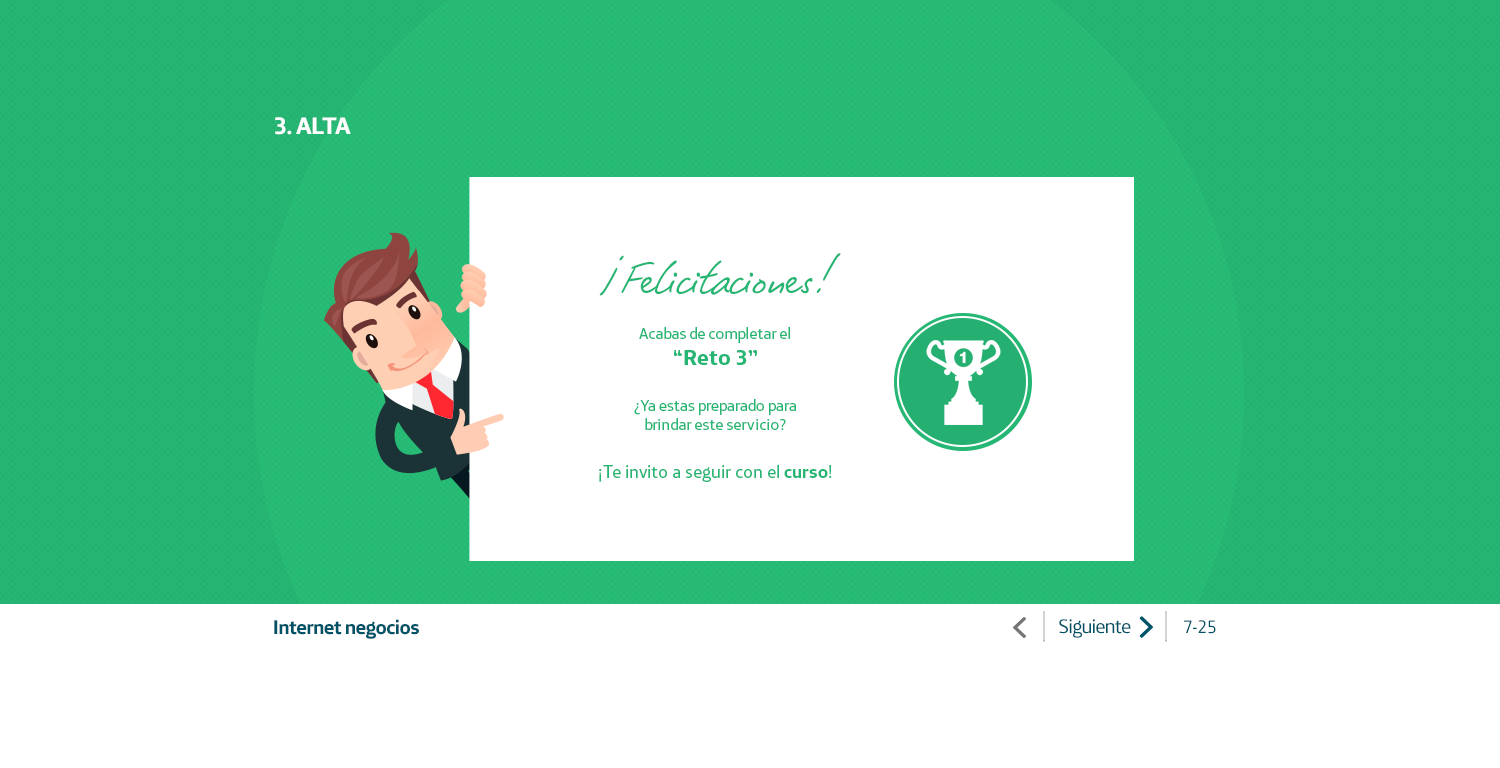 3. ALTA
¡Felicitaciones!
Acabas de completar el
“Reto 3”
¿Ya estas preparado para
brindar este servicio?
¡Te invito a seguir con el curso!
1
Internet negocios
Siguiente
7-25